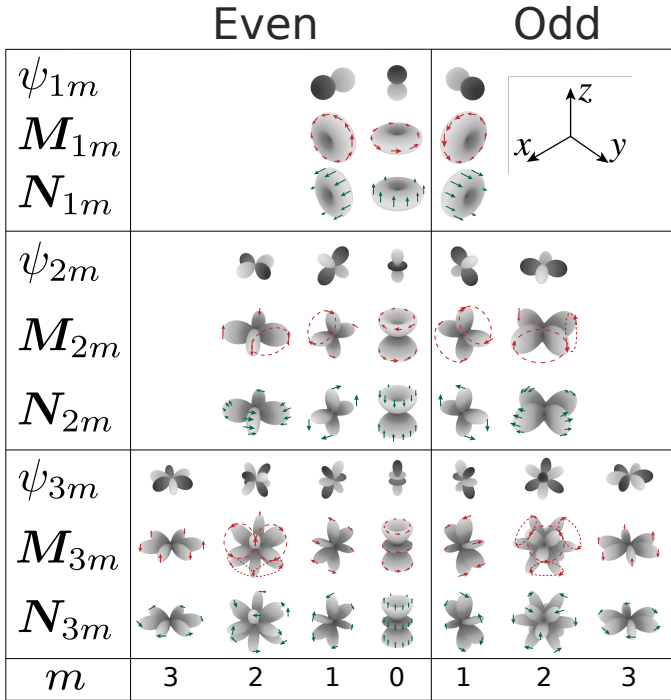 Even Odd
ψ1m
M1m
N1m
z
x y
ψ2m
M2m
N2m
ψ3m
M3m
N3m
m 3 2 1 0 1 2 3